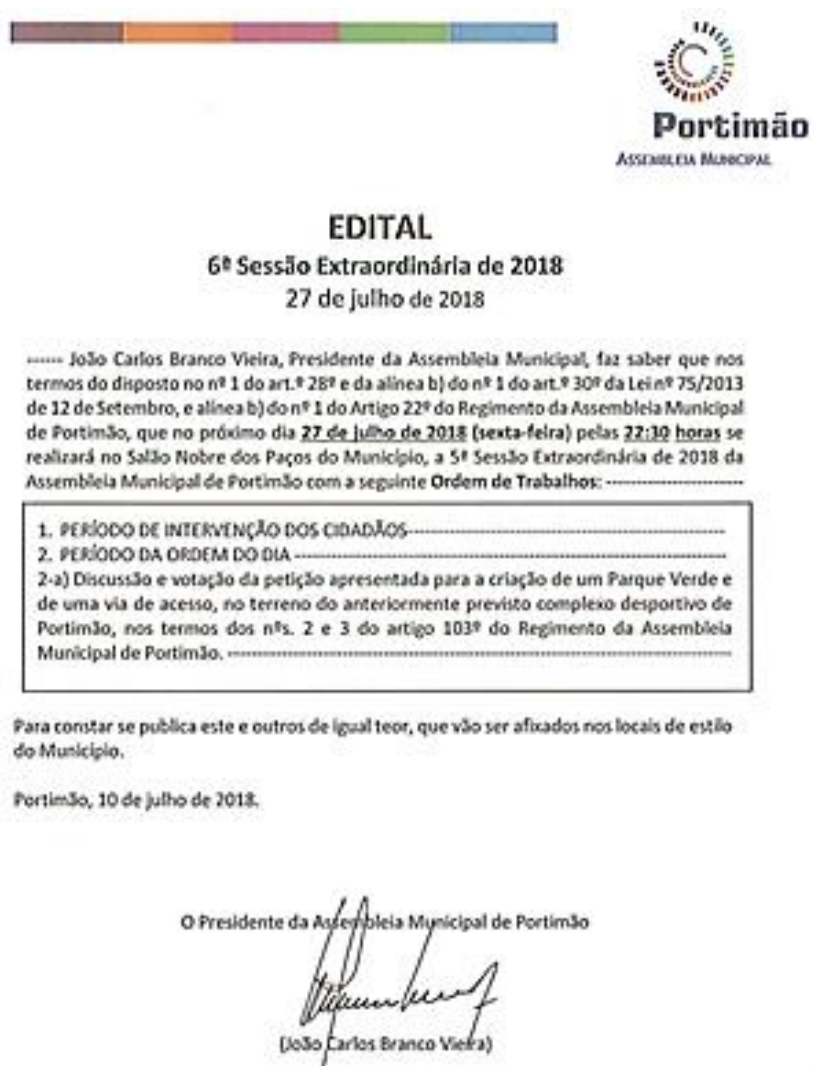 Portimão
ASSEMBLEIA MUNICIPAL
EDITAL
6ª Sessão Extraordinária de 2018
27 de julho de 2018
------ João Carlos Branco Vieira, Presidente da Assembleia Municipal, faz saber que nos
termos do disposto no nº 1 do art.º 28º e da alínea b) do nº 1 do art.º 30º da Lei nº 75/2013
de 12 de Setembro, e alínea b) do nº 1 do Artigo 22º do Regimento da Assembleia Municipal
de Portimão, que no próximo dia 27 de julho de 2018 (sexta-feira) pelas 22:30 horas se
realizará no Salão Nobre dos Paços do Município, a 5ª Sessão Extraordinária de 2018 da
Assembleia Municipal de Portimão com a seguinte Ordem de Trabalhos: ------------------------
1. PERÍODO DE INTERVENÇÃO DOS CIDADÃOS------------------------------------------------------
2. PERÍODO DA ORDEM DO DIA ------------------------------------------------------------------------
2-a) Discussão e votação da petição apresentada para a criação de um Parque Verde e
de uma via de acesso, no terreno do anteriormente previsto complexo desportivo de
Portimão, nos termos dos nºs. 2 e 3 do artigo 103º do Regimento da Assembleia
Municipal de Portimão. ------------------------------------------------------------------------------------
Para constar se publica este e outros de igual teor, que vão ser afixados nos locais de estilo
do Município.
Portimão, 10 de julho de 2018.
O Presidente da Assembleia Municipal de Portimão
(João Carlos Branco Vieira)